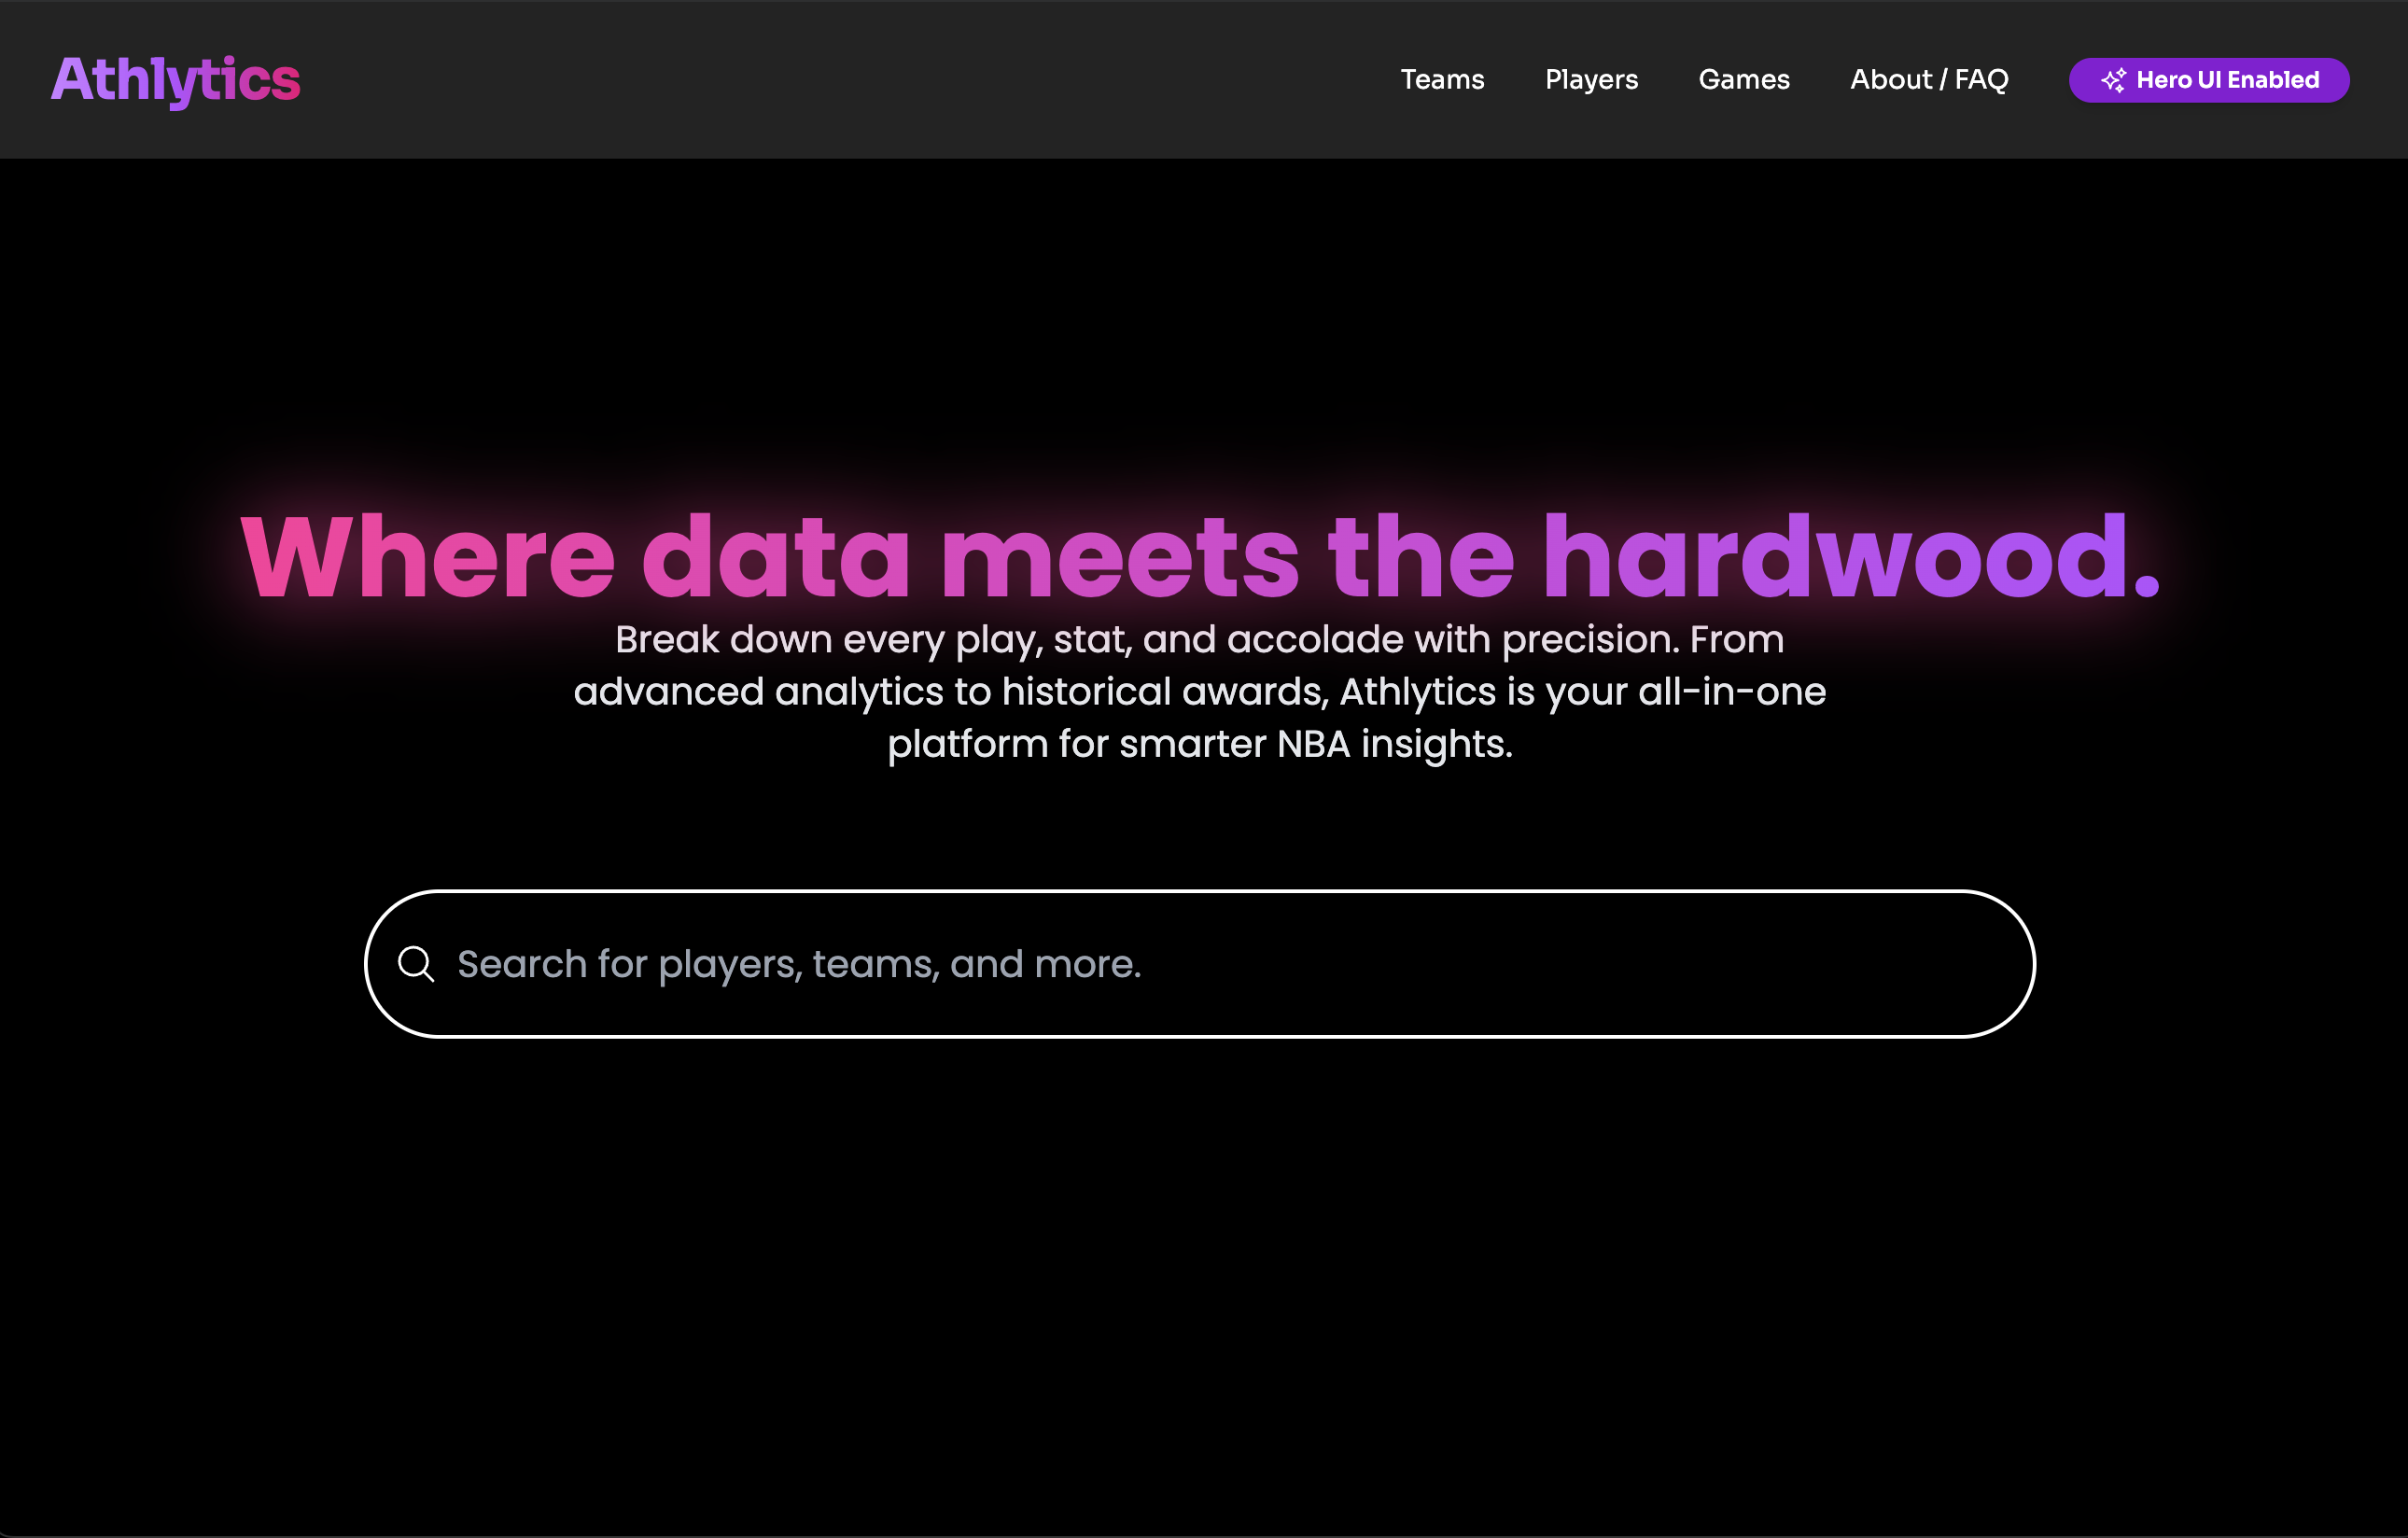 Athlytics
Teams
Players
Games
About / FAQ
Hero UI Enabled
Where data meets the hardwood.
Break down every play, stat, and accolade with precision. From
advanced analytics to historical awards, Athlytics is your all-in-one
platform for smarter NBA insights.
Search for players, teams, and more.